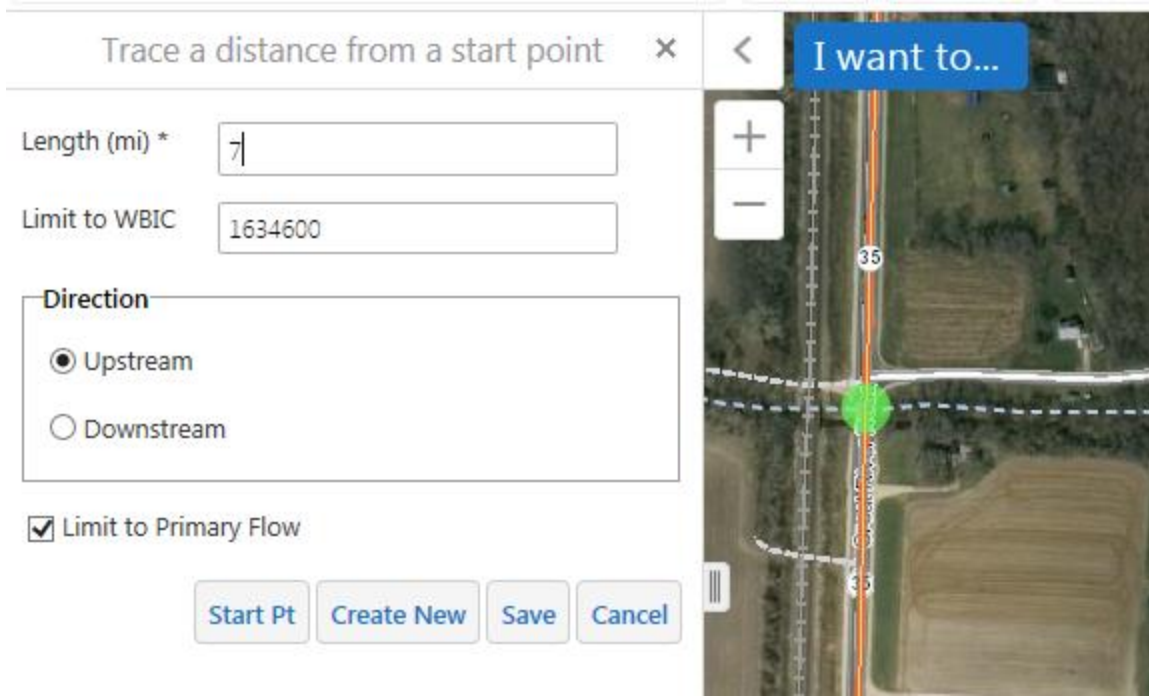 Trace a distance from a start point ×
I want to...
Length (mi) * 7
Limit to WBIC 1634600
Direction
Upstream
Downstream
Limit to Primary Flow
Start Pt Create New Save Cancel
35
35